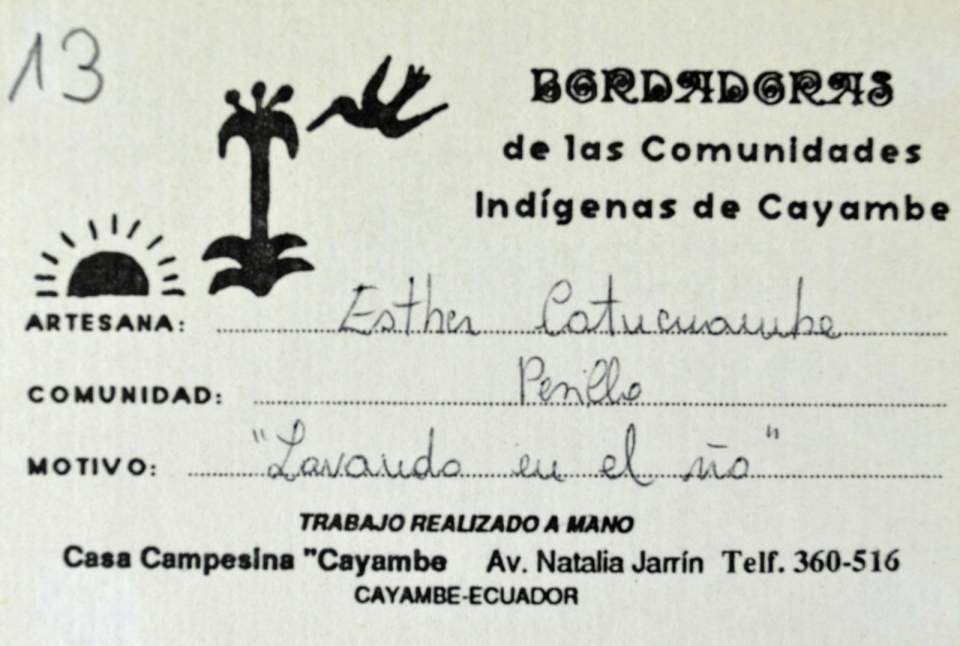 13
BORDADORAS
de las Comunidades
Indígenas de Cayambe
ARTESANA: Esther Catucuamba
COMUNIDAD: Pesillo
MOTIVO: "Lavando en el río"
TRABAJO REALIZADO A MANO
Casa Campesina "Cayambe Av. Natalia Jarrín Telf. 360-516
CAYAMBE-ECUADOR